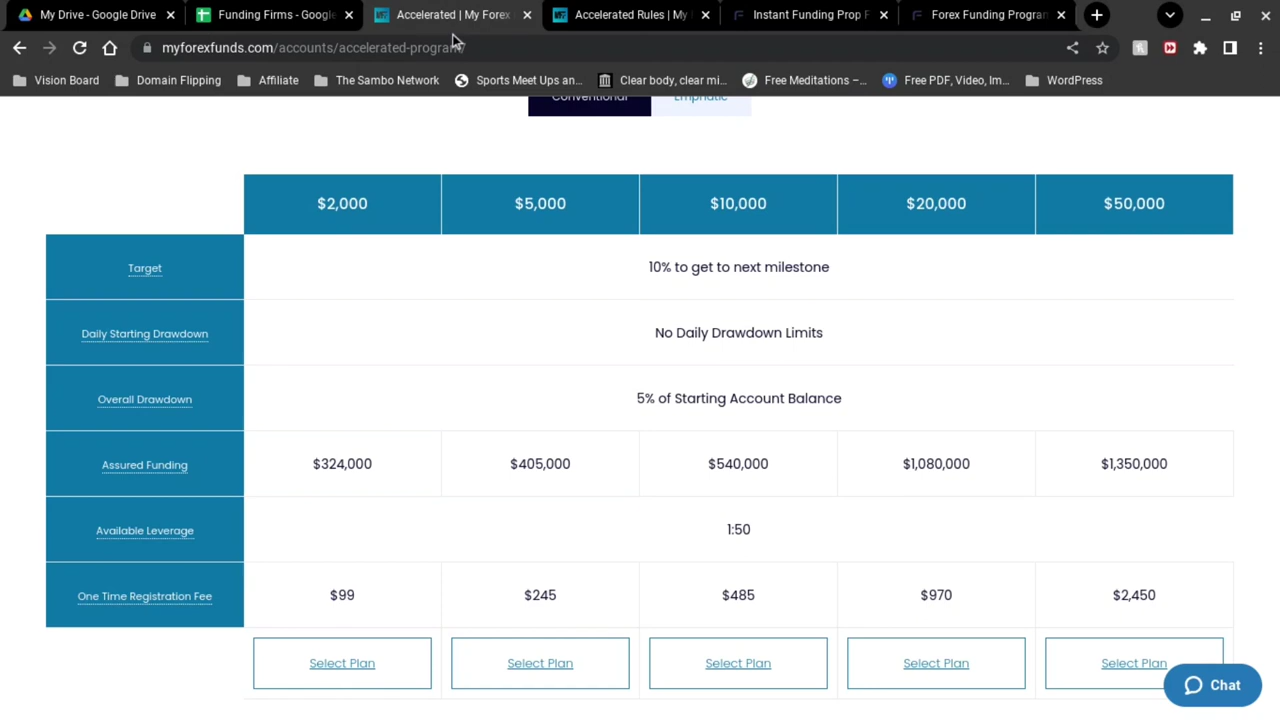 My Drive - Google Drive
Funding Firms - Google
Accelerated | My Forex
Accelerated Rules | My
Instant Funding Prop F
Forex Funding Program
myforexfunds.com/accounts/accelerated-program/
Vision Board
Domain Flipping
Affiliate
The Sambo Network
Sports Meet Ups an...
Clear body, clear mi...
Free Meditations –...
Free PDF, Video, Im...
WordPress
Conventional
Emphatic
$2,000 $5,000 $10,000 $20,000 $50,000
Target 10% to get to next milestone
Daily Starting Drawdown No Daily Drawdown Limits
Overall Drawdown 5% of Starting Account Balance
Assured Funding $324,000 $405,000 $540,000 $1,080,000 $1,350,000
Available Leverage 1:50
One Time Registration Fee $99 $245 $485 $970 $2,450
Select Plan Select Plan Select Plan Select Plan Select Plan
Chat